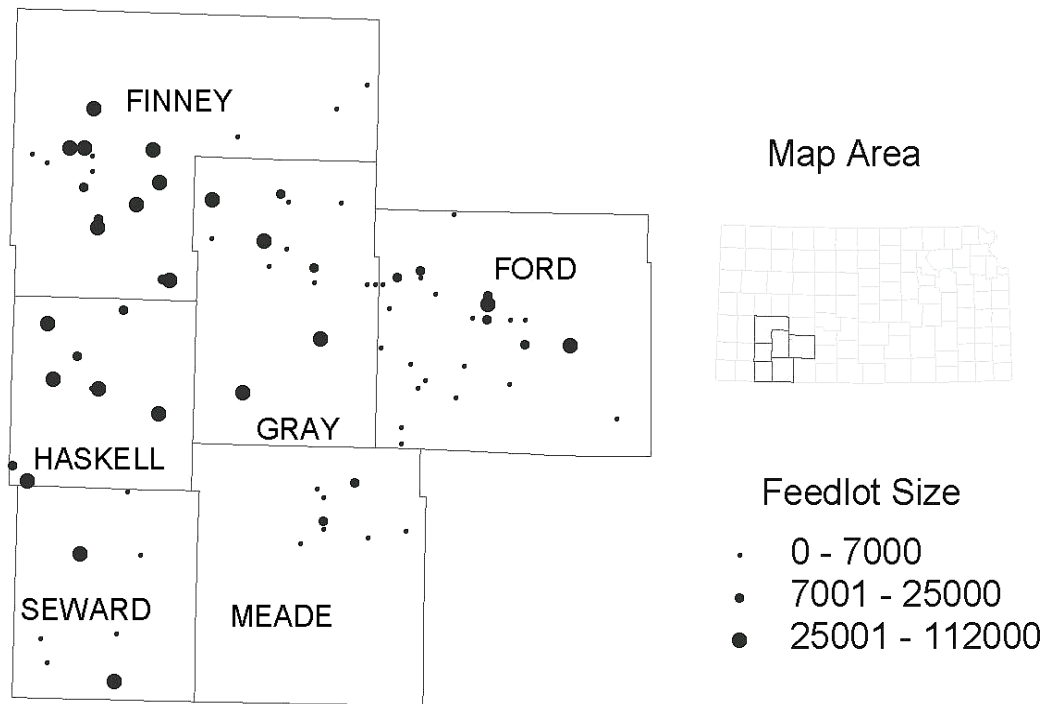 FINNEY
Map Area
FORD
GRAY
HASKELL
Feedlot Size
0 - 7000
7001 - 25000
25001 - 112000
SEWARD
MEADE